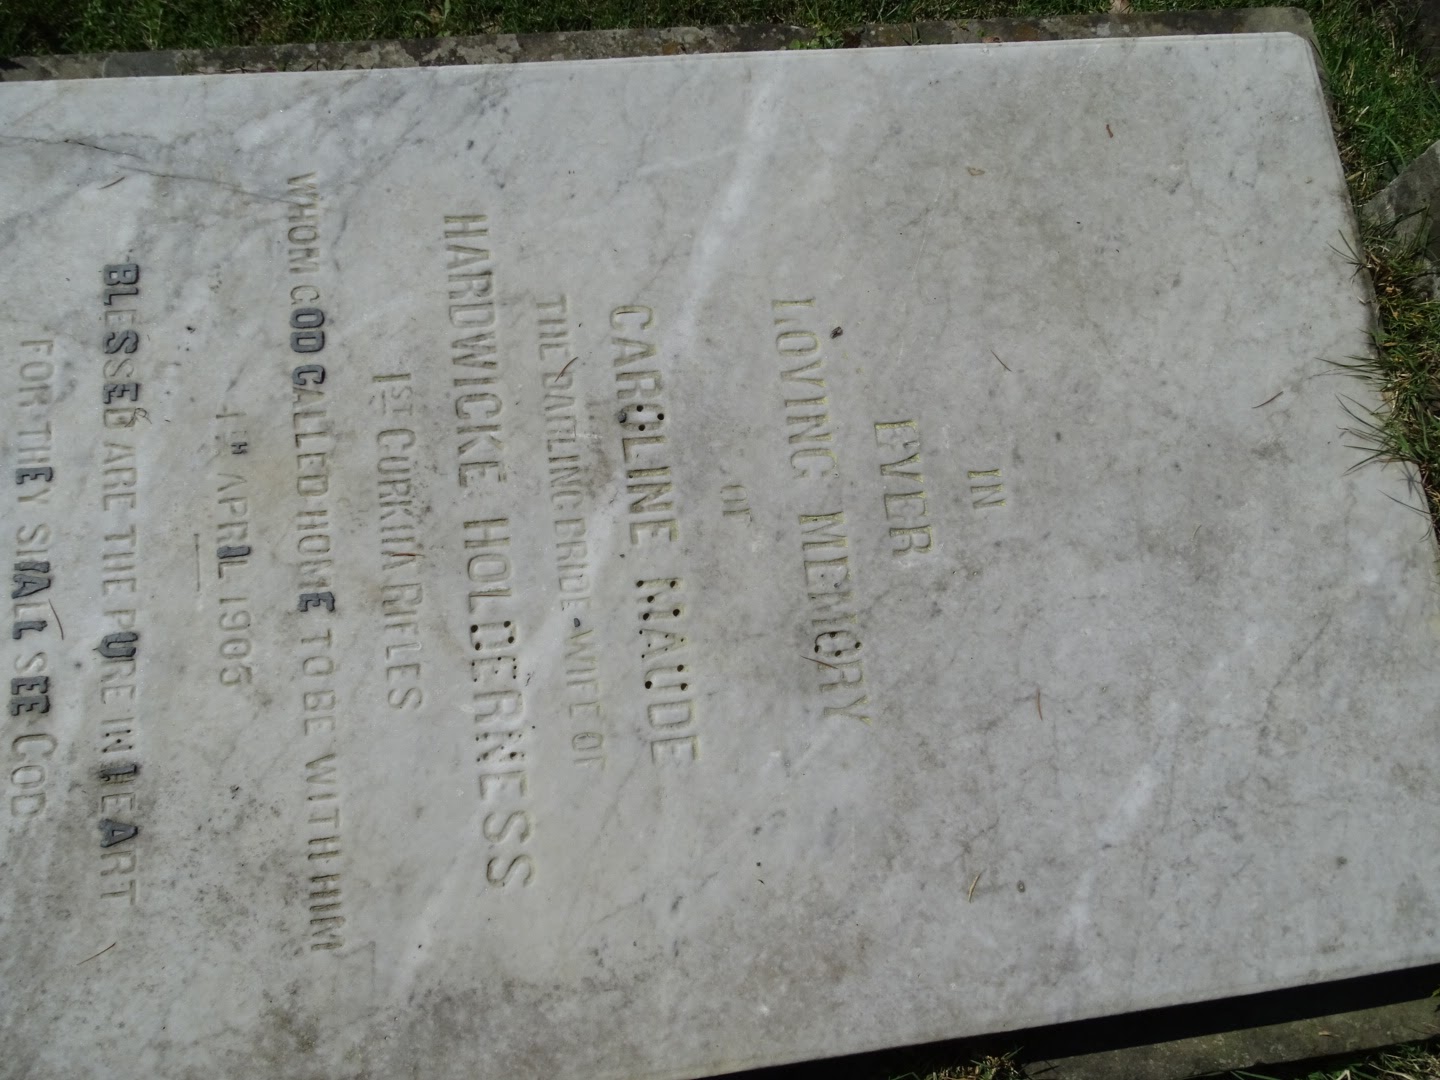 IN
EVER
LOVING MEMORY
OF
CAROLINE MAUDE
THE DARLING BRIDE-WIFE OF
HARDWICKE HOLDERNESS
1ST GURKHA RIFLES
WHOM GOD CALLED HOME TO BE WITH HIM
4TH APRIL 1905
BLESSED ARE THE PURE IN HEART
FOR THEY SHALL SEE GOD